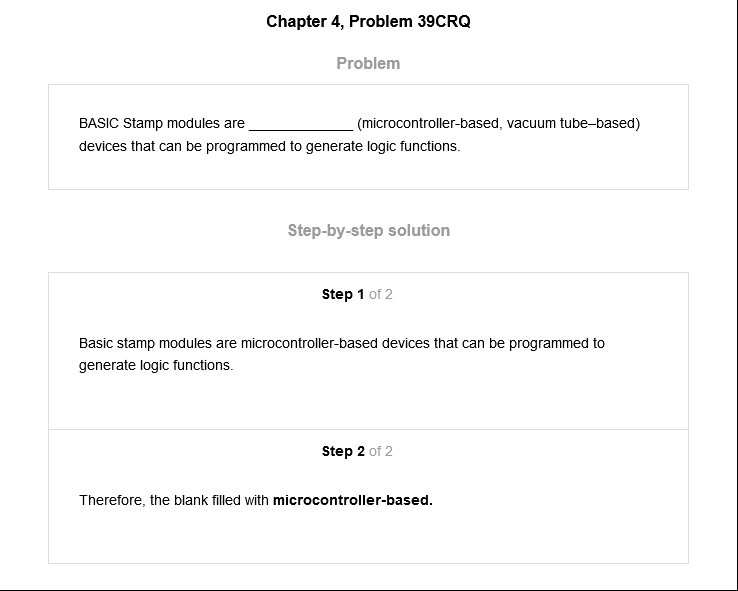 Chapter 4, Problem 39CRQ
Problem
BASIC Stamp modules are ______________ (microcontroller-based, vacuum tube–based)
devices that can be programmed to generate logic functions.
Step-by-step solution
Step 1 of 2
Basic stamp modules are microcontroller-based devices that can be programmed to
generate logic functions.
Step 2 of 2
Therefore, the blank filled with microcontroller-based.